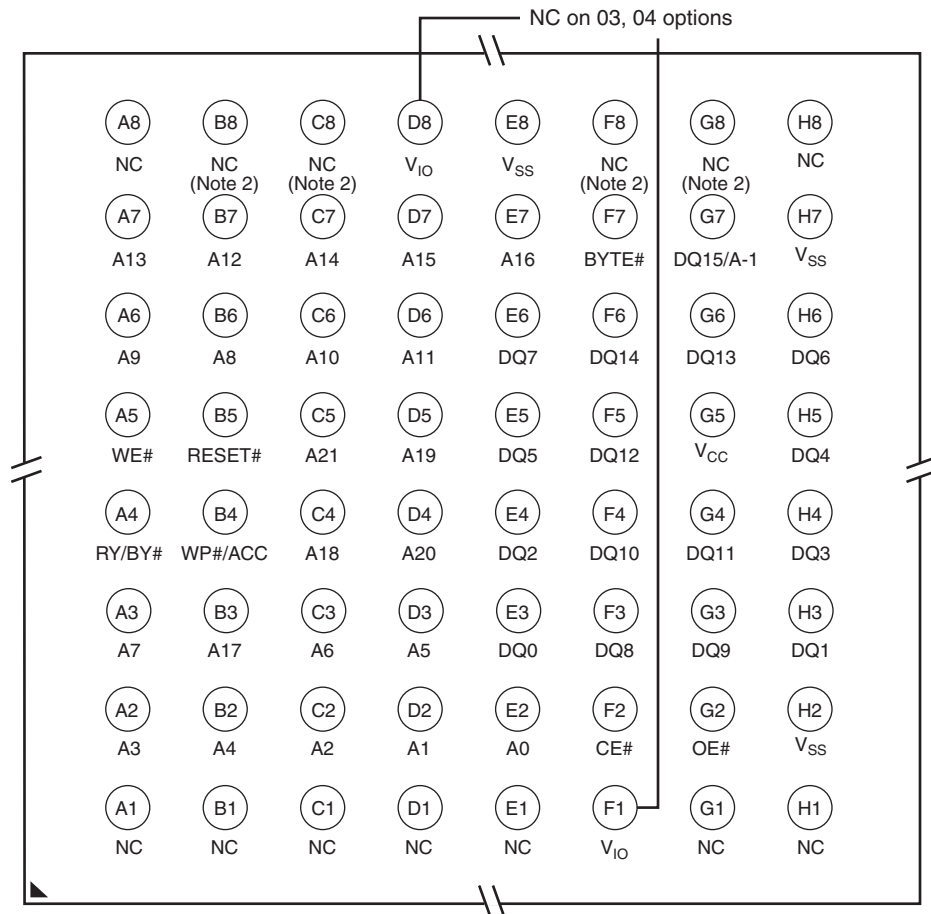 NC on 03, 04 options
A8 B8 C8 D8 E8 F8 G8 H8
NC NC NC V_IO V_SS NC NC NC
(Note 2) (Note 2) (Note 2) (Note 2)
A7 B7 C7 D7 E7 F7 G7 H7
A13 A12 A14 A15 A16 BYTE# DQ15/A-1 V_SS
A6 B6 C6 D6 E6 F6 G6 H6
A9 A8 A10 A11 DQ7 DQ14 DQ13 DQ6
A5 B5 C5 D5 E5 F5 G5 H5
WE# RESET# A21 A19 DQ5 DQ12 V_CC DQ4
A4 B4 C4 D4 E4 F4 G4 H4
RY/BY# WP#/ACC A18 A20 DQ2 DQ10 DQ11 DQ3
A3 B3 C3 D3 E3 F3 G3 H3
A7 A17 A6 A5 DQ0 DQ8 DQ9 DQ1
A2 B2 C2 D2 E2 F2 G2 H2
A3 A4 A2 A1 A0 CE# OE# V_SS
A1 B1 C1 D1 E1 F1 G1 H1
NC NC NC NC NC V_IO NC NC